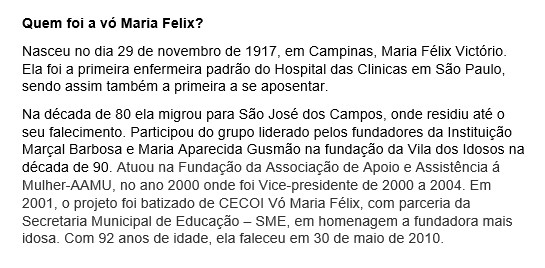 Quem foi a vó Maria Felix?
Nasceu no dia 29 de novembro de 1917, em Campinas, Maria Félix Victório.
Ela foi a primeira enfermeira padrão do Hospital das Clinicas em São Paulo,
sendo assim também a primeira a se aposentar.
Na década de 80 ela migrou para São José dos Campos, onde residiu até o
seu falecimento. Participou do grupo liderado pelos fundadores da Instituição
Marçal Barbosa e Maria Aparecida Gusmão na fundação da Vila dos Idosos na
década de 90. Atuou na Fundação da Associação de Apoio e Assistência á
Mulher-AAMU, no ano 2000 onde foi Vice-presidente de 2000 a 2004. Em
2001, o projeto foi batizado de CECOI Vó Maria Félix, com parceria da
Secretaria Municipal de Educação – SME, em homenagem a fundadora mais
idosa. Com 92 anos de idade, ela faleceu em 30 de maio de 2010.